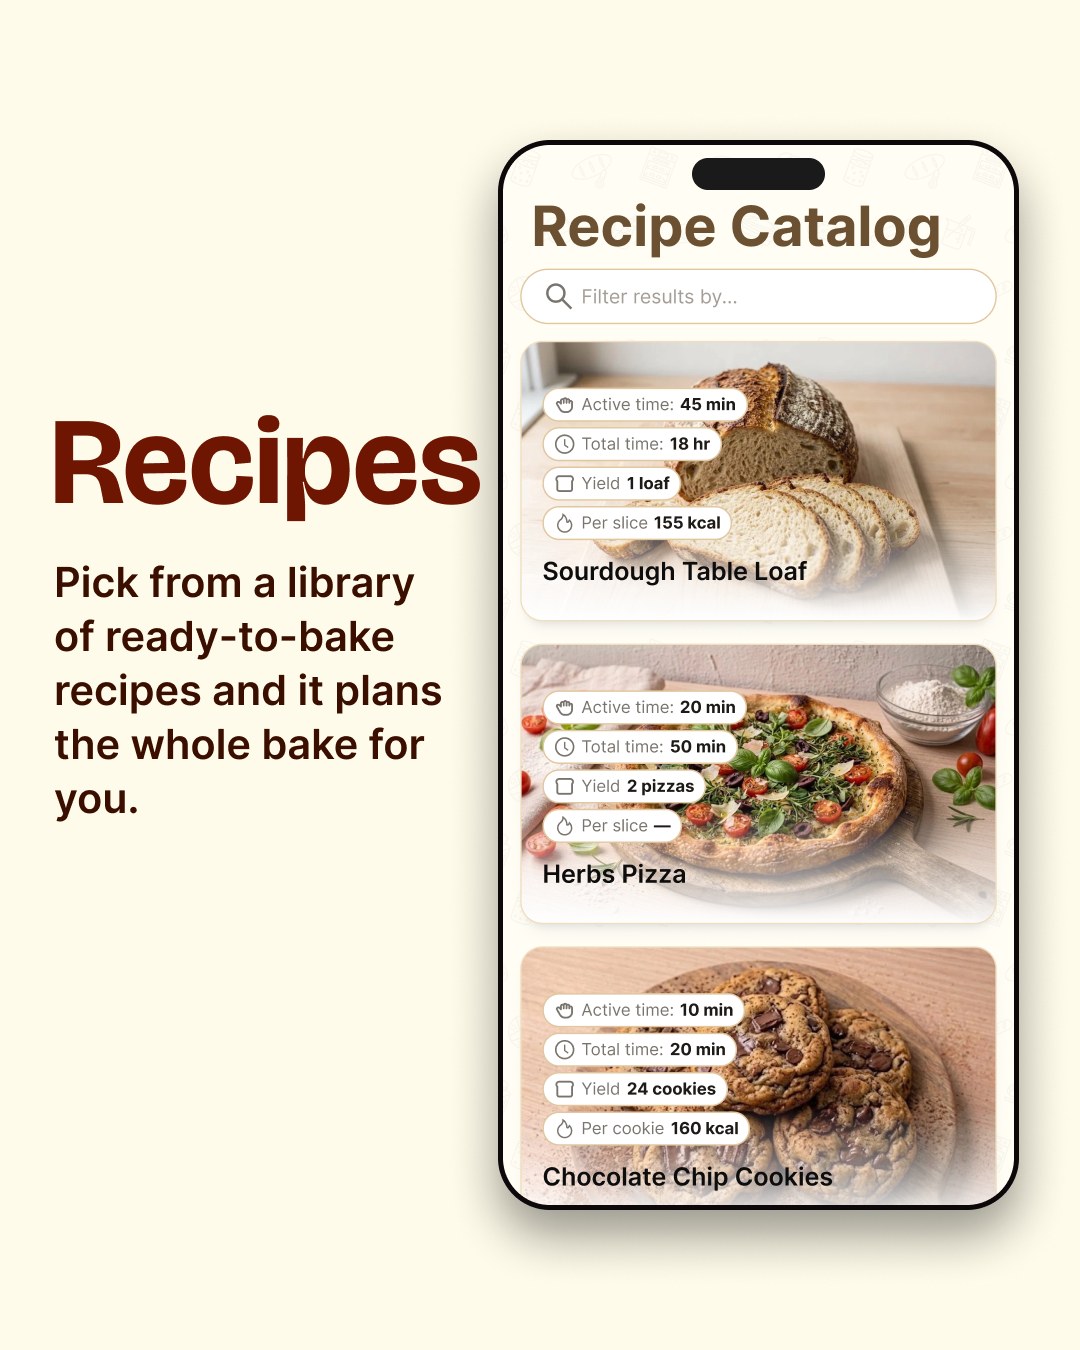 Recipes
Pick from a library
of ready-to-bake
recipes and it plans
the whole bake for
you.
Recipe Catalog
Filter results by...
Active time: 45 min
Total time: 18 hr
Yield 1 loaf
Per slice 155 kcal
Sourdough Table Loaf
Active time: 20 min
Total time: 50 min
Yield 2 pizzas
Per slice —
Herbs Pizza
Active time: 10 min
Total time: 20 min
Yield 24 cookies
Per cookie 160 kcal
Chocolate Chip Cookies